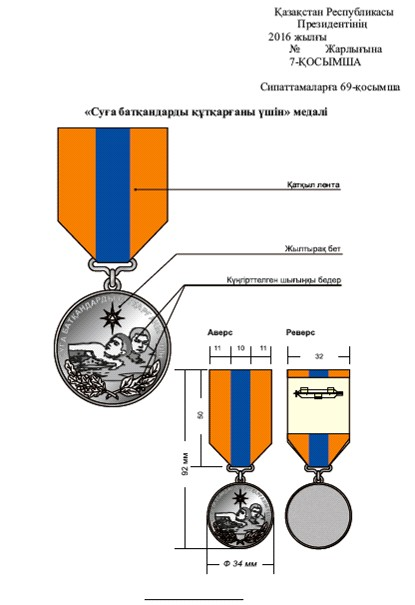 Қазақстан Республикасы
Президентінің
2016 жылғы
№ Жарлығына
7-ҚОСЫМША
Сипаттамаларға 69-қосымша
«Суға батқандарды құтқарғаны үшін» медалі
Қатқыл лента
Жылтырақ бет
Күңгірттелген шығыңқы бедер
Аверс
Реверс
11 10 11
32
50
92 мм
Ф 34 мм